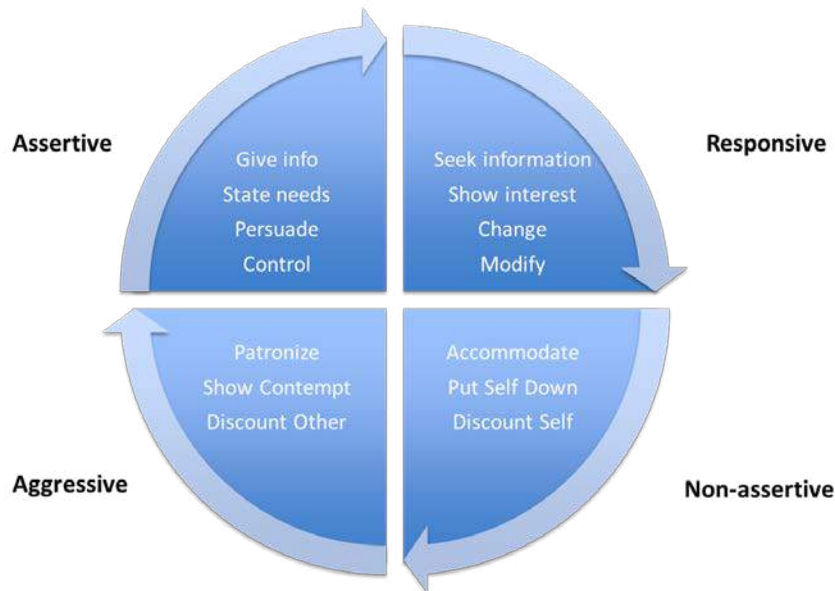 Assertive
Give info
State needs
Persuade
Control
Responsive
Seek information
Show interest
Change
Modify
Aggressive
Patronize
Show Contempt
Discount Other
Non-assertive
Accommodate
Put Self Down
Discount Self